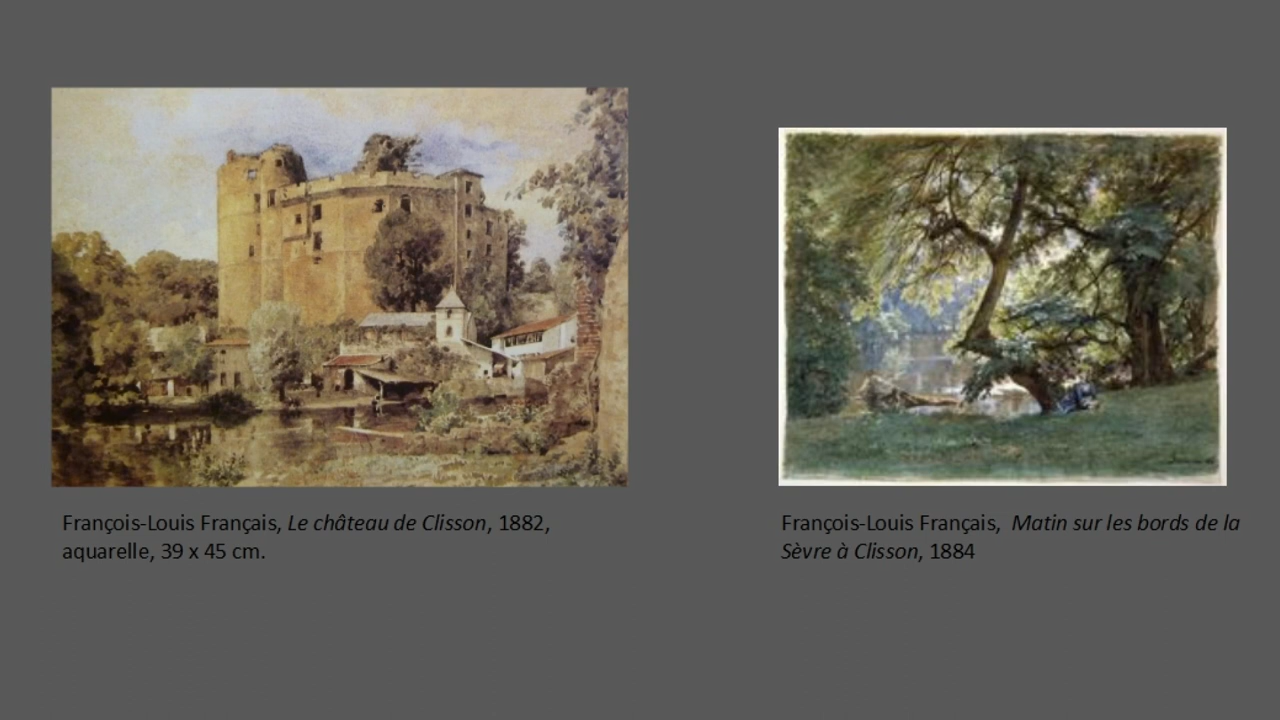 François-Louis Français, Le château de Clisson, 1882,
aquarelle, 39 x 45 cm.
François-Louis Français, Matin sur les bords de la
Sèvre à Clisson, 1884